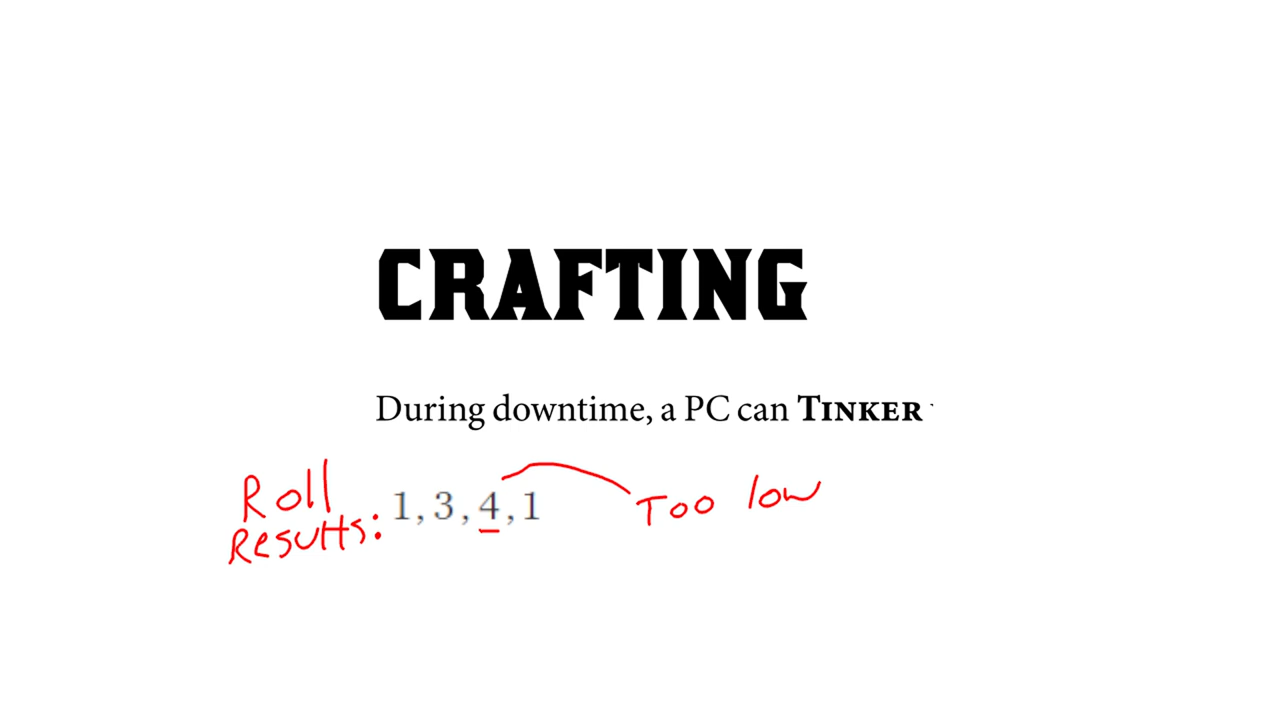 CRAFTING
During downtime, a PC can TINKER
Roll
Results: 1, 3, 4, 1
Too low